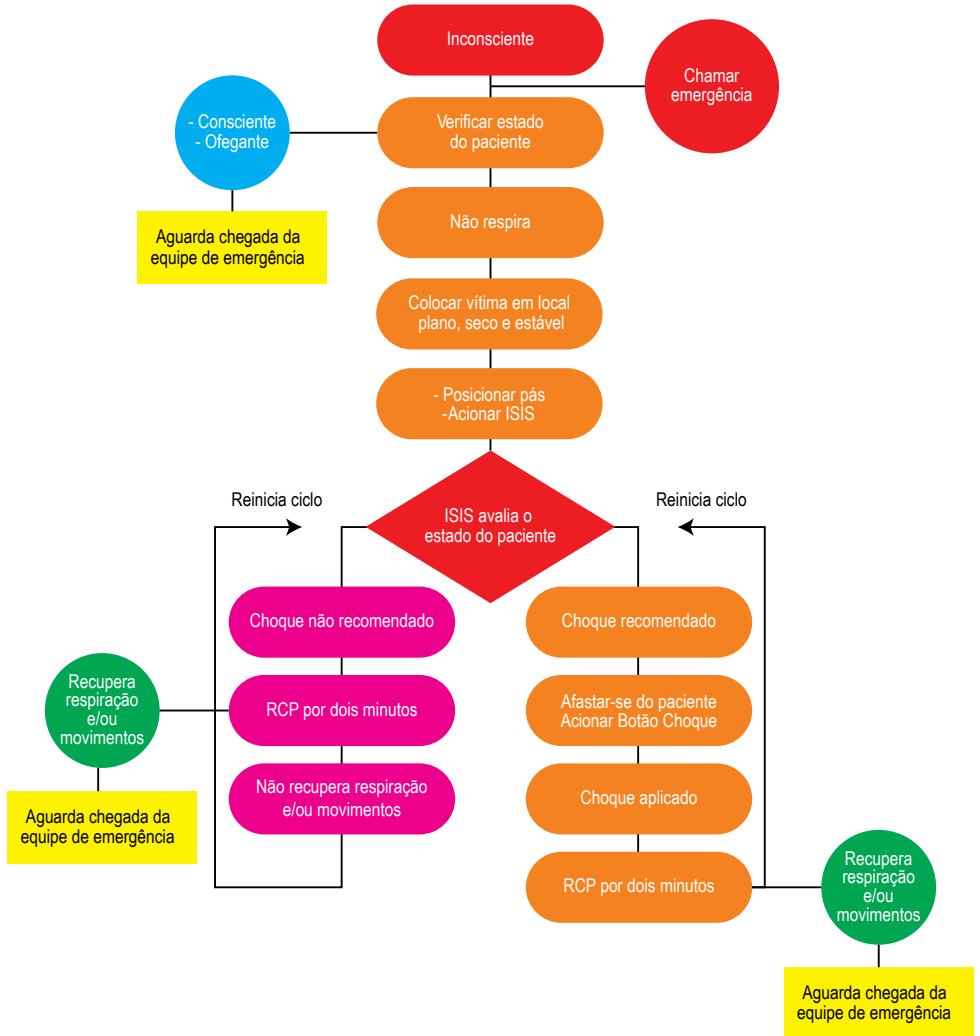 Inconsciente
Chamar
emergência
- Consciente
- Ofegante
Verificar estado
do paciente
Aguarda chegada da
equipe de emergência
Não respira
Colocar vítima em local
plano, seco e estável
- Posicionar pás
-Acionar ISIS
Reinicia ciclo
ISIS avalia o
estado do paciente
Reinicia ciclo
Choque não recomendado
RCP por dois minutos
Não recupera respiração
e/ou movimentos
Recupera
respiração
e/ou
movimentos
Aguarda chegada da
equipe de emergência
Choque recomendado
Afastar-se do paciente
Acionar Botão Choque
Choque aplicado
RCP por dois minutos
Recupera
respiração
e/ou
movimentos
Aguarda chegada da
equipe de emergência